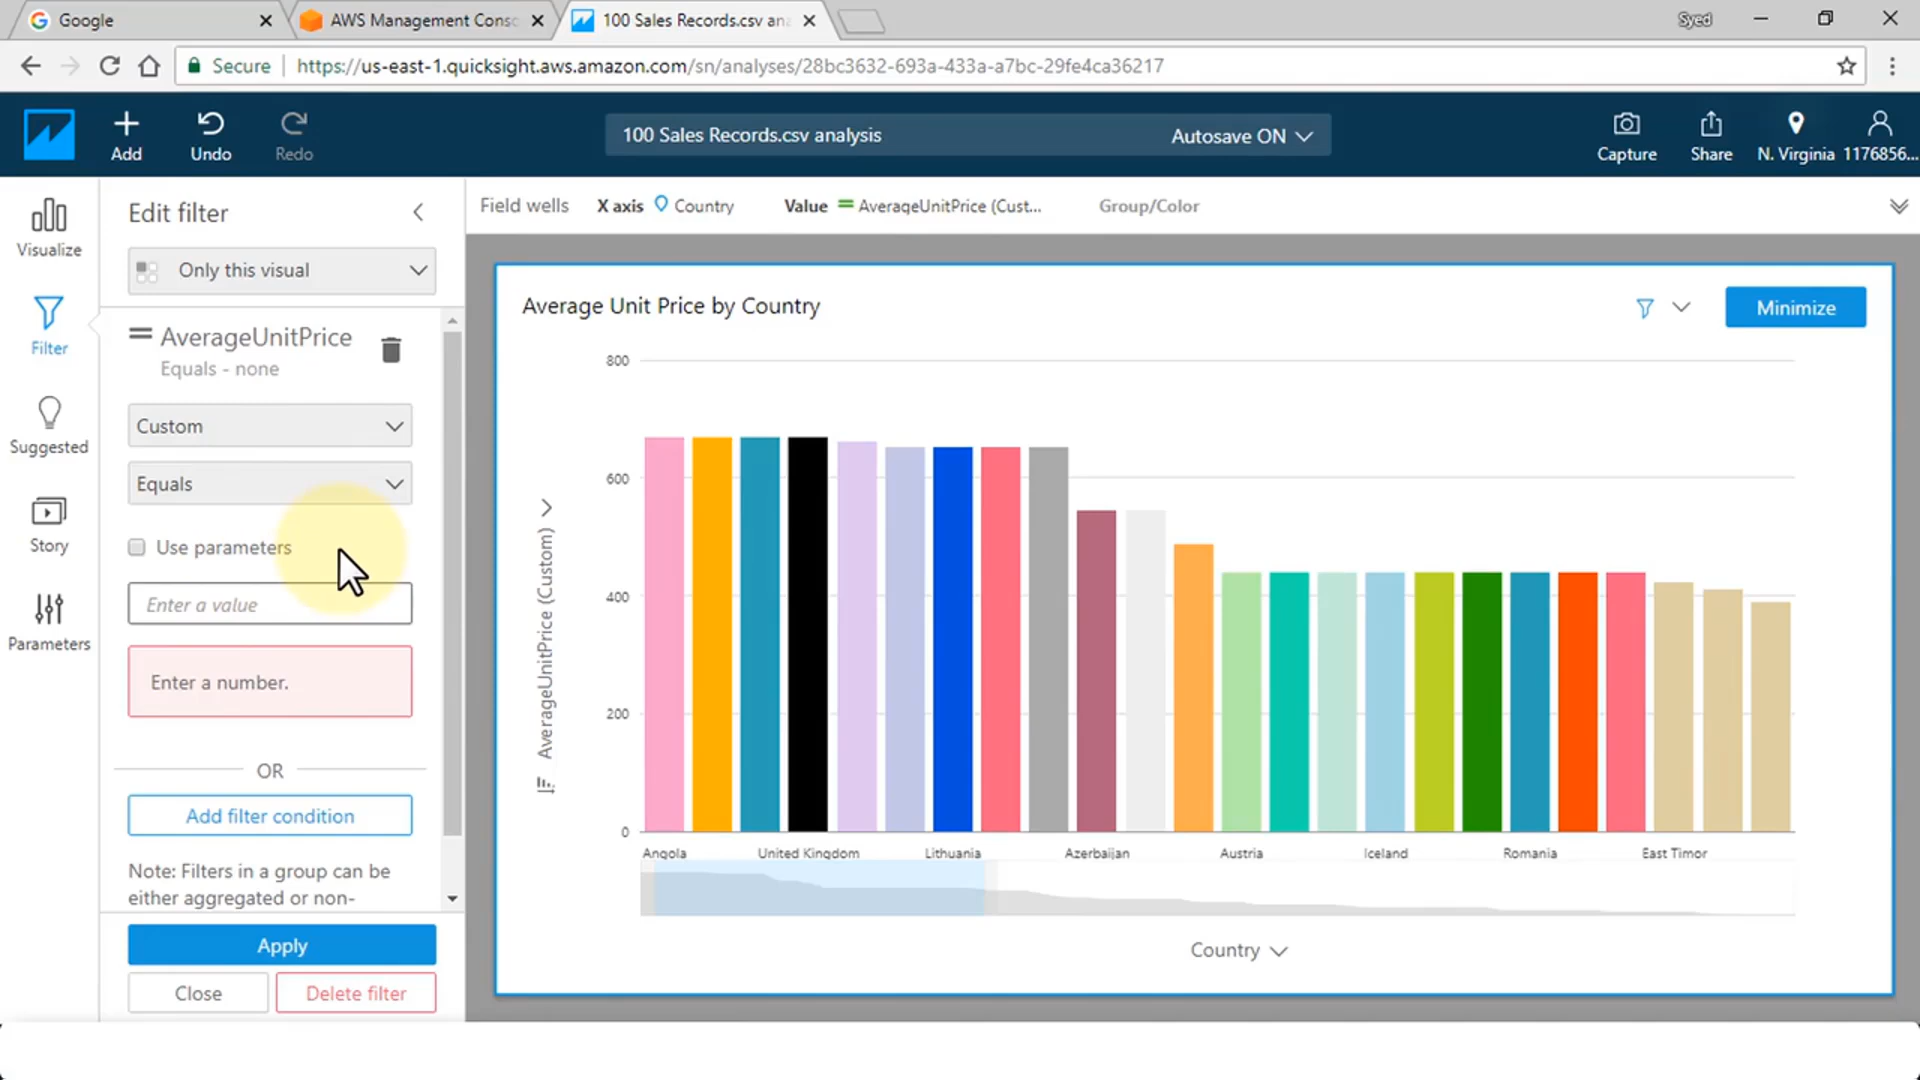 Google
AWS Management Conso
100 Sales Records.csv ana
Syed
Secure
https://us-east-1.quicksight.aws.amazon.com/sn/analyses/28bc3632-693a-433a-a7bc-29fe4ca36217
Add
Undo
Redo
100 Sales Records.csv analysis
Autosave ON
Capture
Share
N. Virginia
1176856...
Visualize
Filter
Suggested
Story
Parameters
Edit filter
Only this visual
AverageUnitPrice
Equals - none
Custom
Equals
Use parameters
Enter a value
Enter a number.
OR
Add filter condition
Note: Filters in a group can be
either aggregated or non-
Apply
Close
Delete filter
Field wells
X axis Country
Value AverageUnitPrice (Cust...
Group/Color
Average Unit Price by Country
Minimize
AverageUnitPrice (Custom)
800
600
400
200
0
Angola
United Kingdom
Lithuania
Azerbaijan
Austria
Iceland
Romania
East Timor
Country